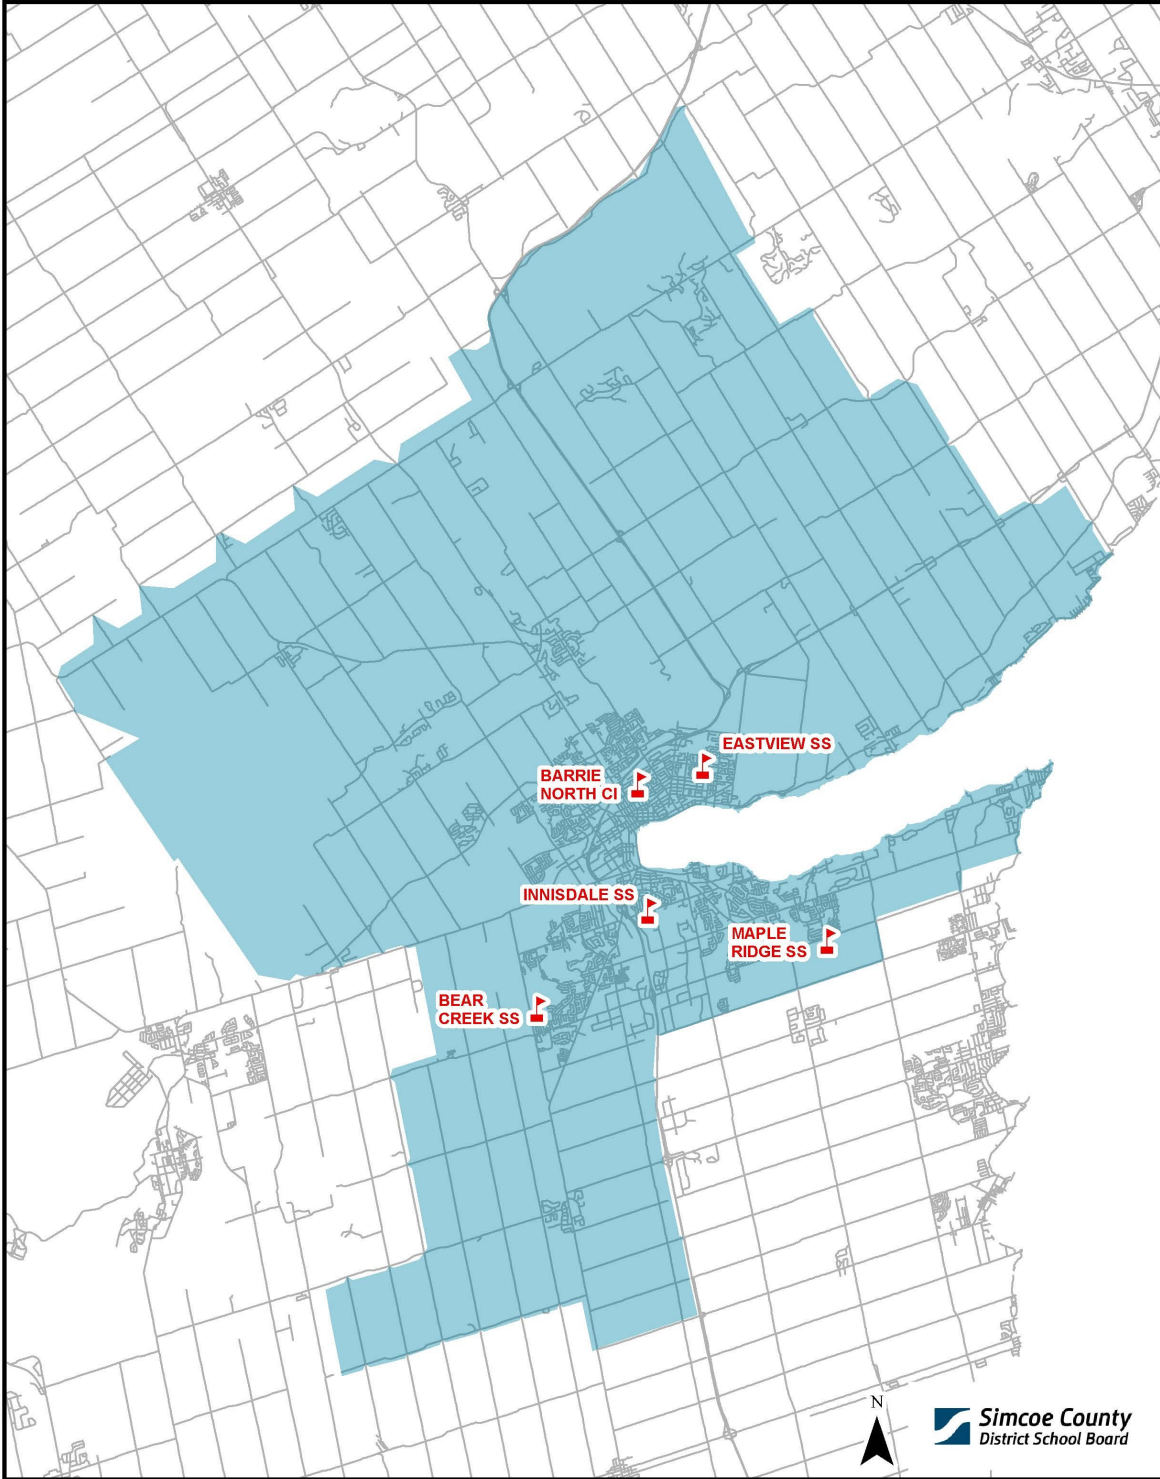 EASTVIEW SS
BARRIE
NORTH CI
INNISDALE SS
MAPLE
RIDGE SS
BEAR
CREEK SS
N
Simcoe County
District School Board